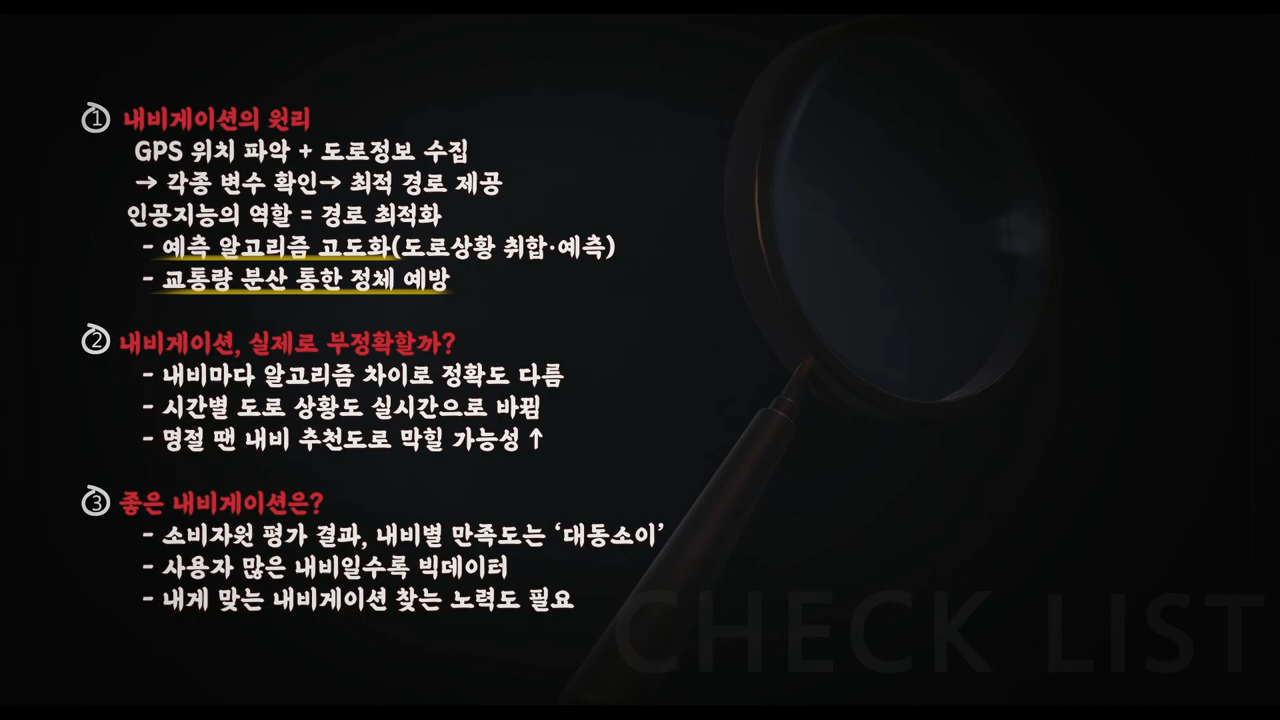 ① 내비게이션의 원리
GPS 위치 파악 + 도로정보 수집
→ 각종 변수 확인→ 최적 경로 제공
인공지능의 역할 = 경로 최적화
- 예측 알고리즘 고도화(도로상황 취합·예측)
- 교통량 분산 통한 정체 예방
② 내비게이션, 실제로 부정확할까?
- 내비마다 알고리즘 차이로 정확도 다름
- 시간별 도로 상황도 실시간으로 바뀜
- 명절 땐 내비 추천도로 막힐 가능성 ↑
③ 좋은 내비게이션은?
- 소비자원 평가 결과, 내비별 만족도는 ‘대동소이’
- 사용자 많은 내비일수록 빅데이터
- 내게 맞는 내비게이션 찾는 노력도 필요
CHECK LIST